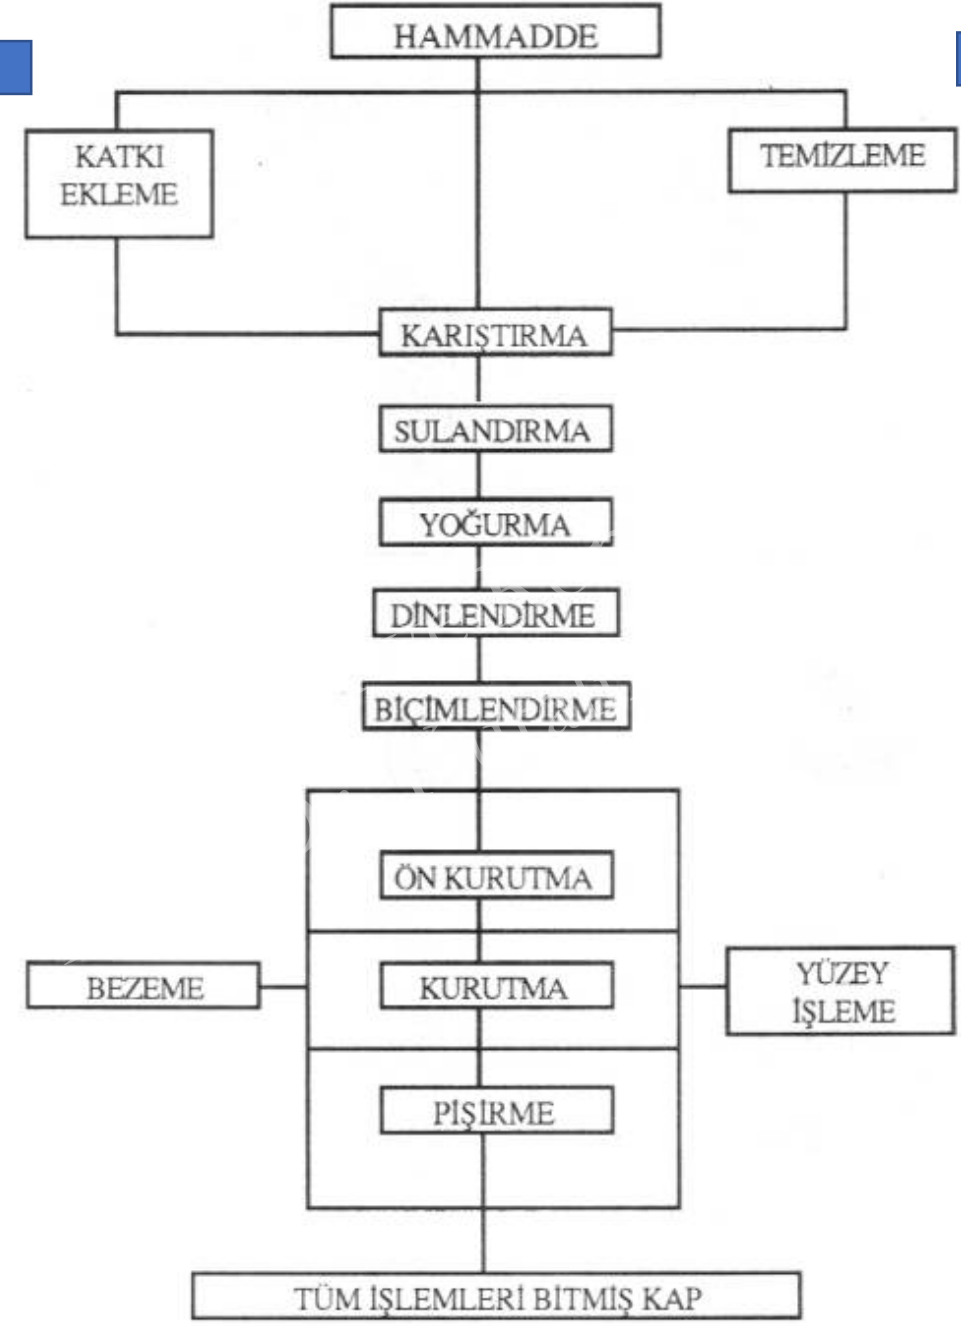 HAMMADDE
KATKI
EKLEME
TEMİZLEME
KARIŞTIRMA
SULANDIRMA
YOĞURMA
DİNLENDİRME
BİÇİMLENDİRME
ÖN KURUTMA
BEZEME
KURUTMA
YÜZEY
İŞLEME
PİŞİRME
TÜM İŞLEMLERİ BİTMİŞ KAP